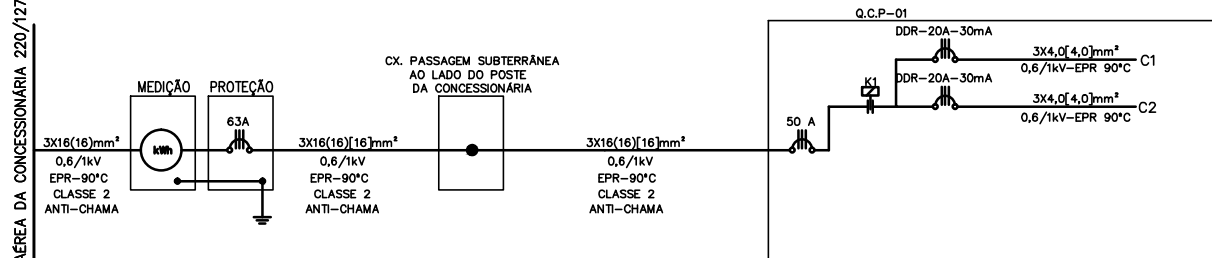 AÉREA DA CONCESSIONÁRIA 220/127
MEDIÇÃO
PROTEÇÃO
kWh
63A
3X16(16)mm²
0,6/1kV
EPR-90°C
CLASSE 2
ANTI-CHAMA
3X16(16)[16]mm²
0,6/1kV
EPR-90°C
CLASSE 2
ANTI-CHAMA
CX. PASSAGEM SUBTERRÂNEA
AO LADO DO POSTE
DA CONCESSIONÁRIA
3X16(16)[16]mm²
0,6/1kV
EPR-90°C
CLASSE 2
ANTI-CHAMA
Q.C.P-01
50 A
K1
DDR-20A-30mA
3X4,0[4,0]mm²
0,6/1kV-EPR 90°C
C1
DDR-20A-30mA
3X4,0[4,0]mm²
0,6/1kV-EPR 90°C
C2